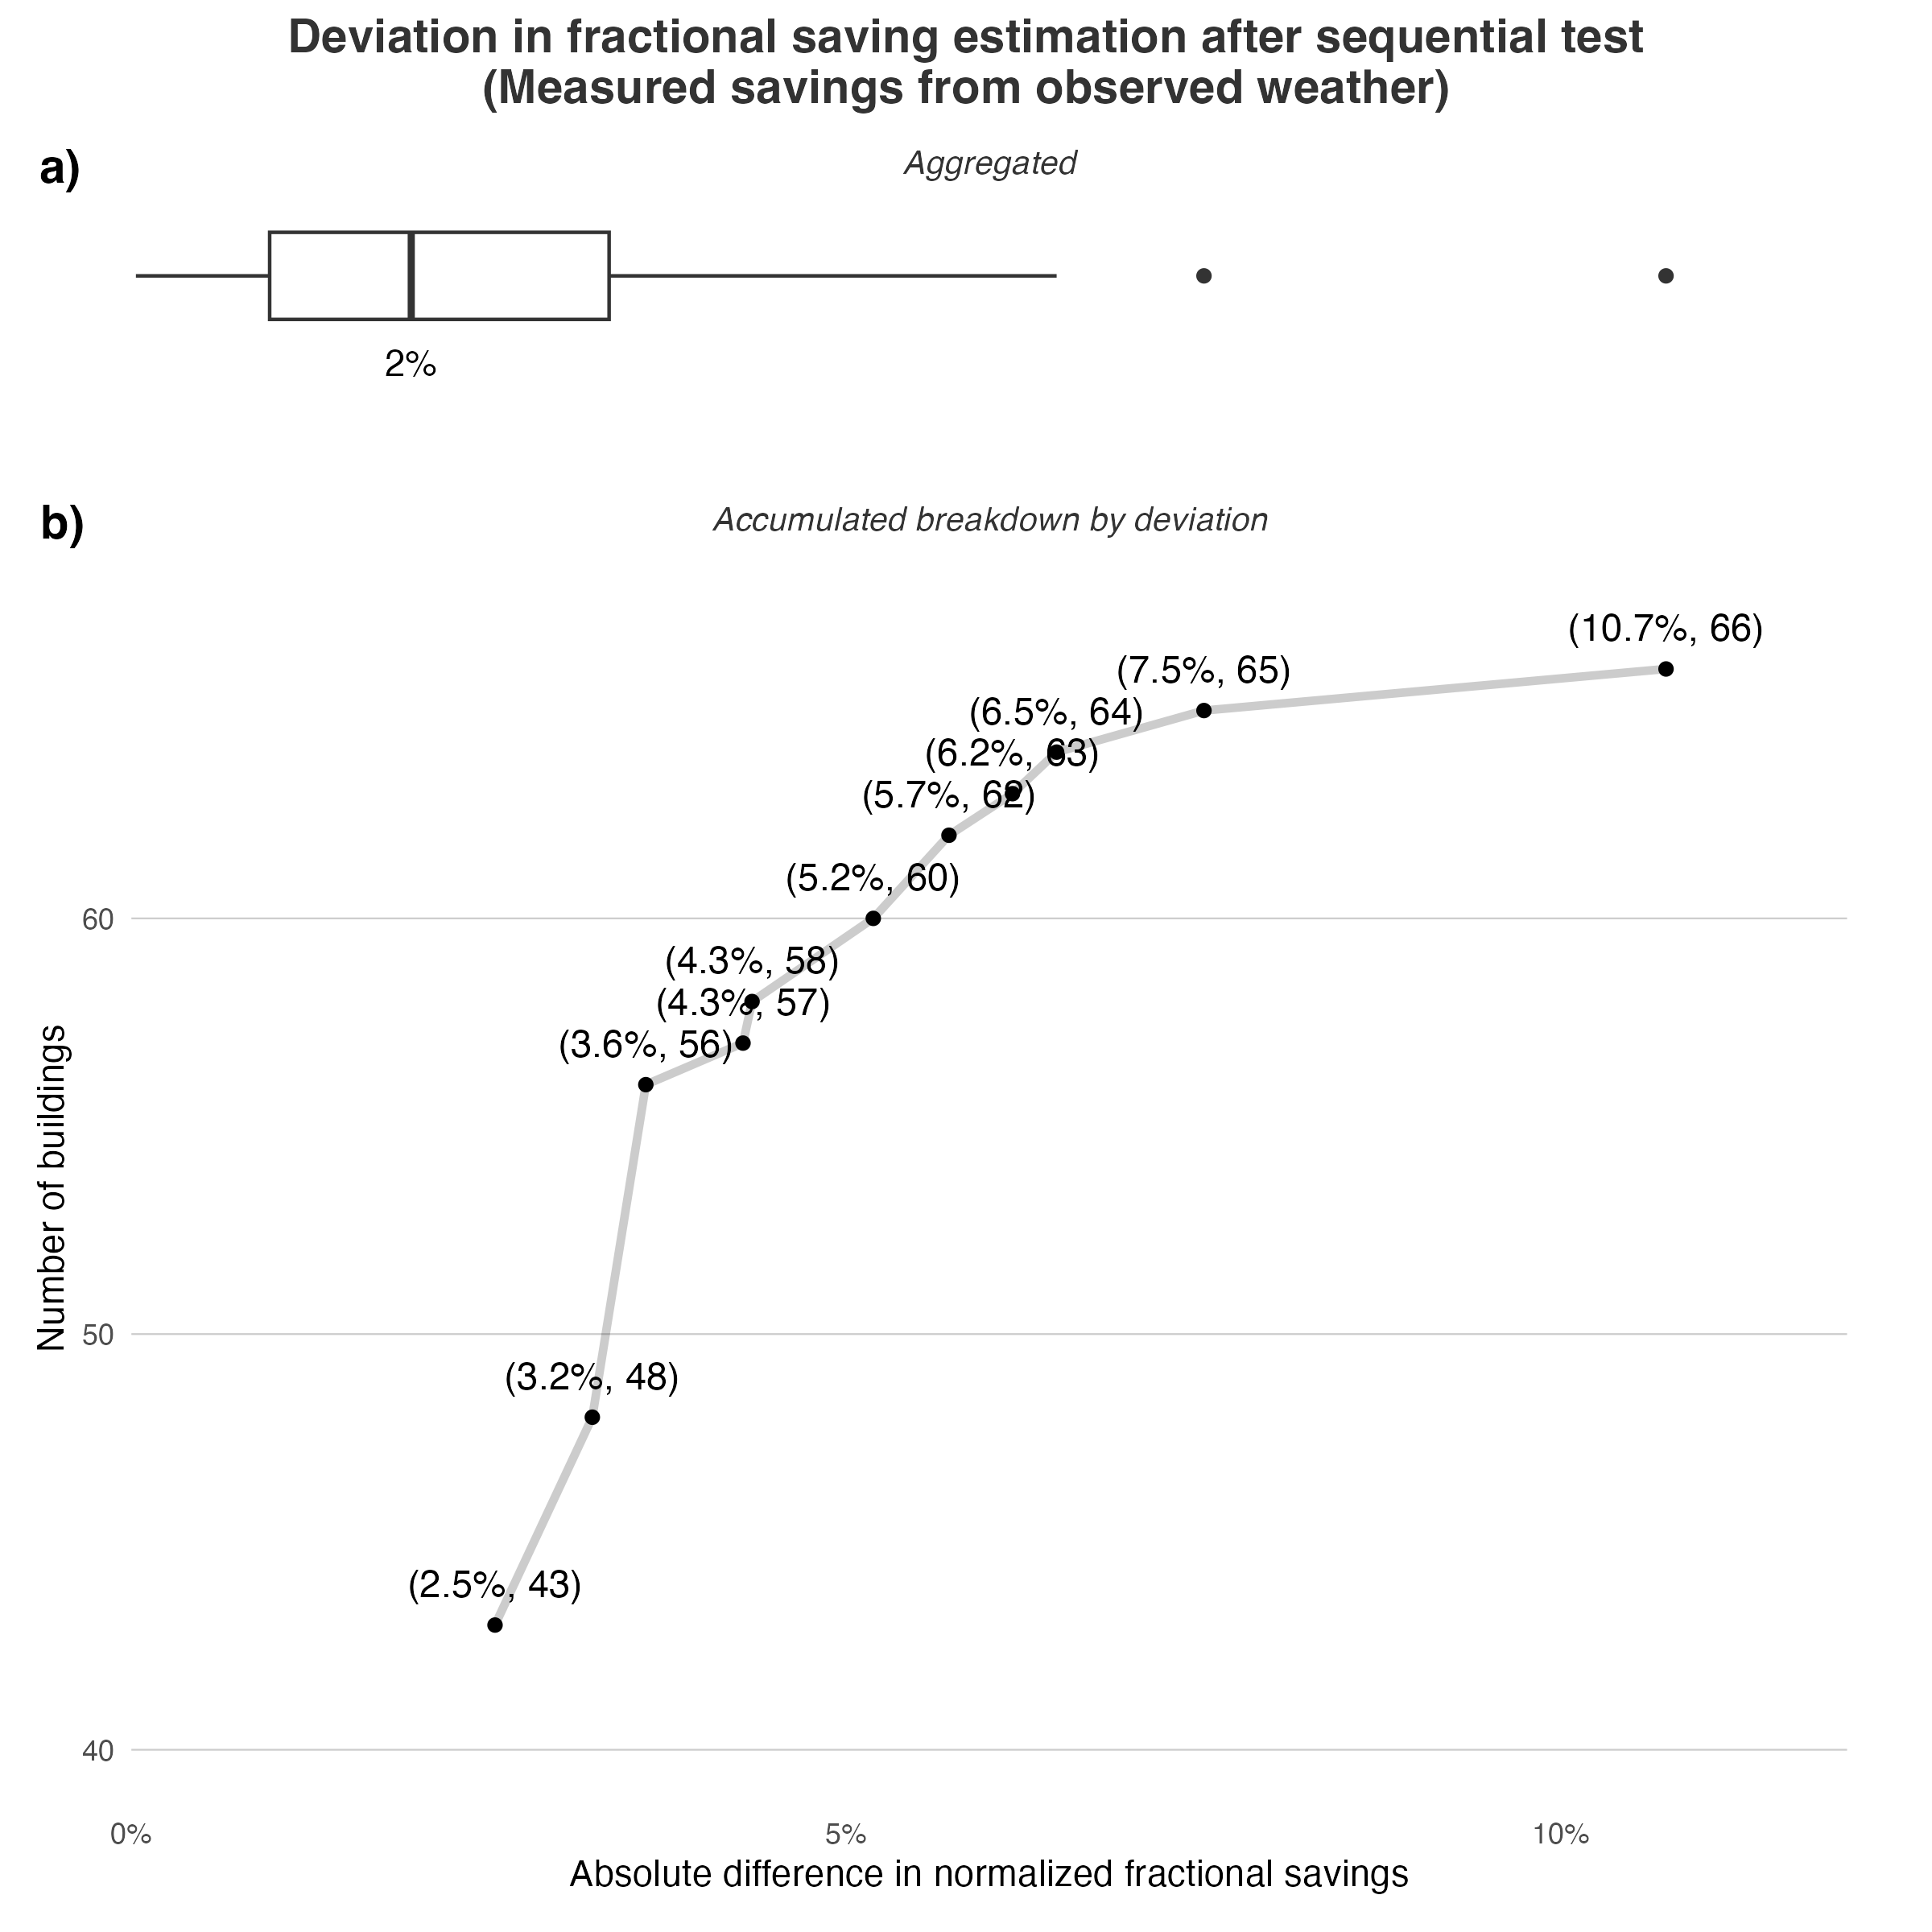 Deviation in fractional saving estimation after sequential test
(Measured savings from observed weather)
a)
Aggregated
2%
b)
Accumulated breakdown by deviation
(10.7%, 66)
(7.5%, 65)
(6.5%, 64)
(6.2%, 63)
(5.7%, 62)
(5.2%, 60)
60
(4.3%, 58)
(4.3%, 57)
(3.6%, 56)
Number of buildings
50
(3.2%, 48)
(2.5%, 43)
40
0% 5% 10%
Absolute difference in normalized fractional savings